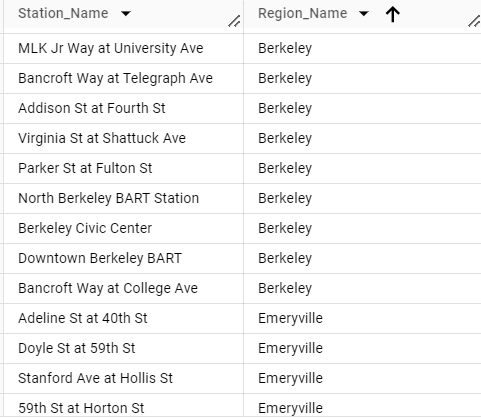 Station_Name Region_Name
MLK Jr Way at University Ave Berkeley
Bancroft Way at Telegraph Ave Berkeley
Addison St at Fourth St Berkeley
Virginia St at Shattuck Ave Berkeley
Parker St at Fulton St Berkeley
North Berkeley BART Station Berkeley
Berkeley Civic Center Berkeley
Downtown Berkeley BART Berkeley
Bancroft Way at College Ave Berkeley
Adeline St at 40th St Emeryville
Doyle St at 59th St Emeryville
Stanford Ave at Hollis St Emeryville
59th St at Horton St Emeryville